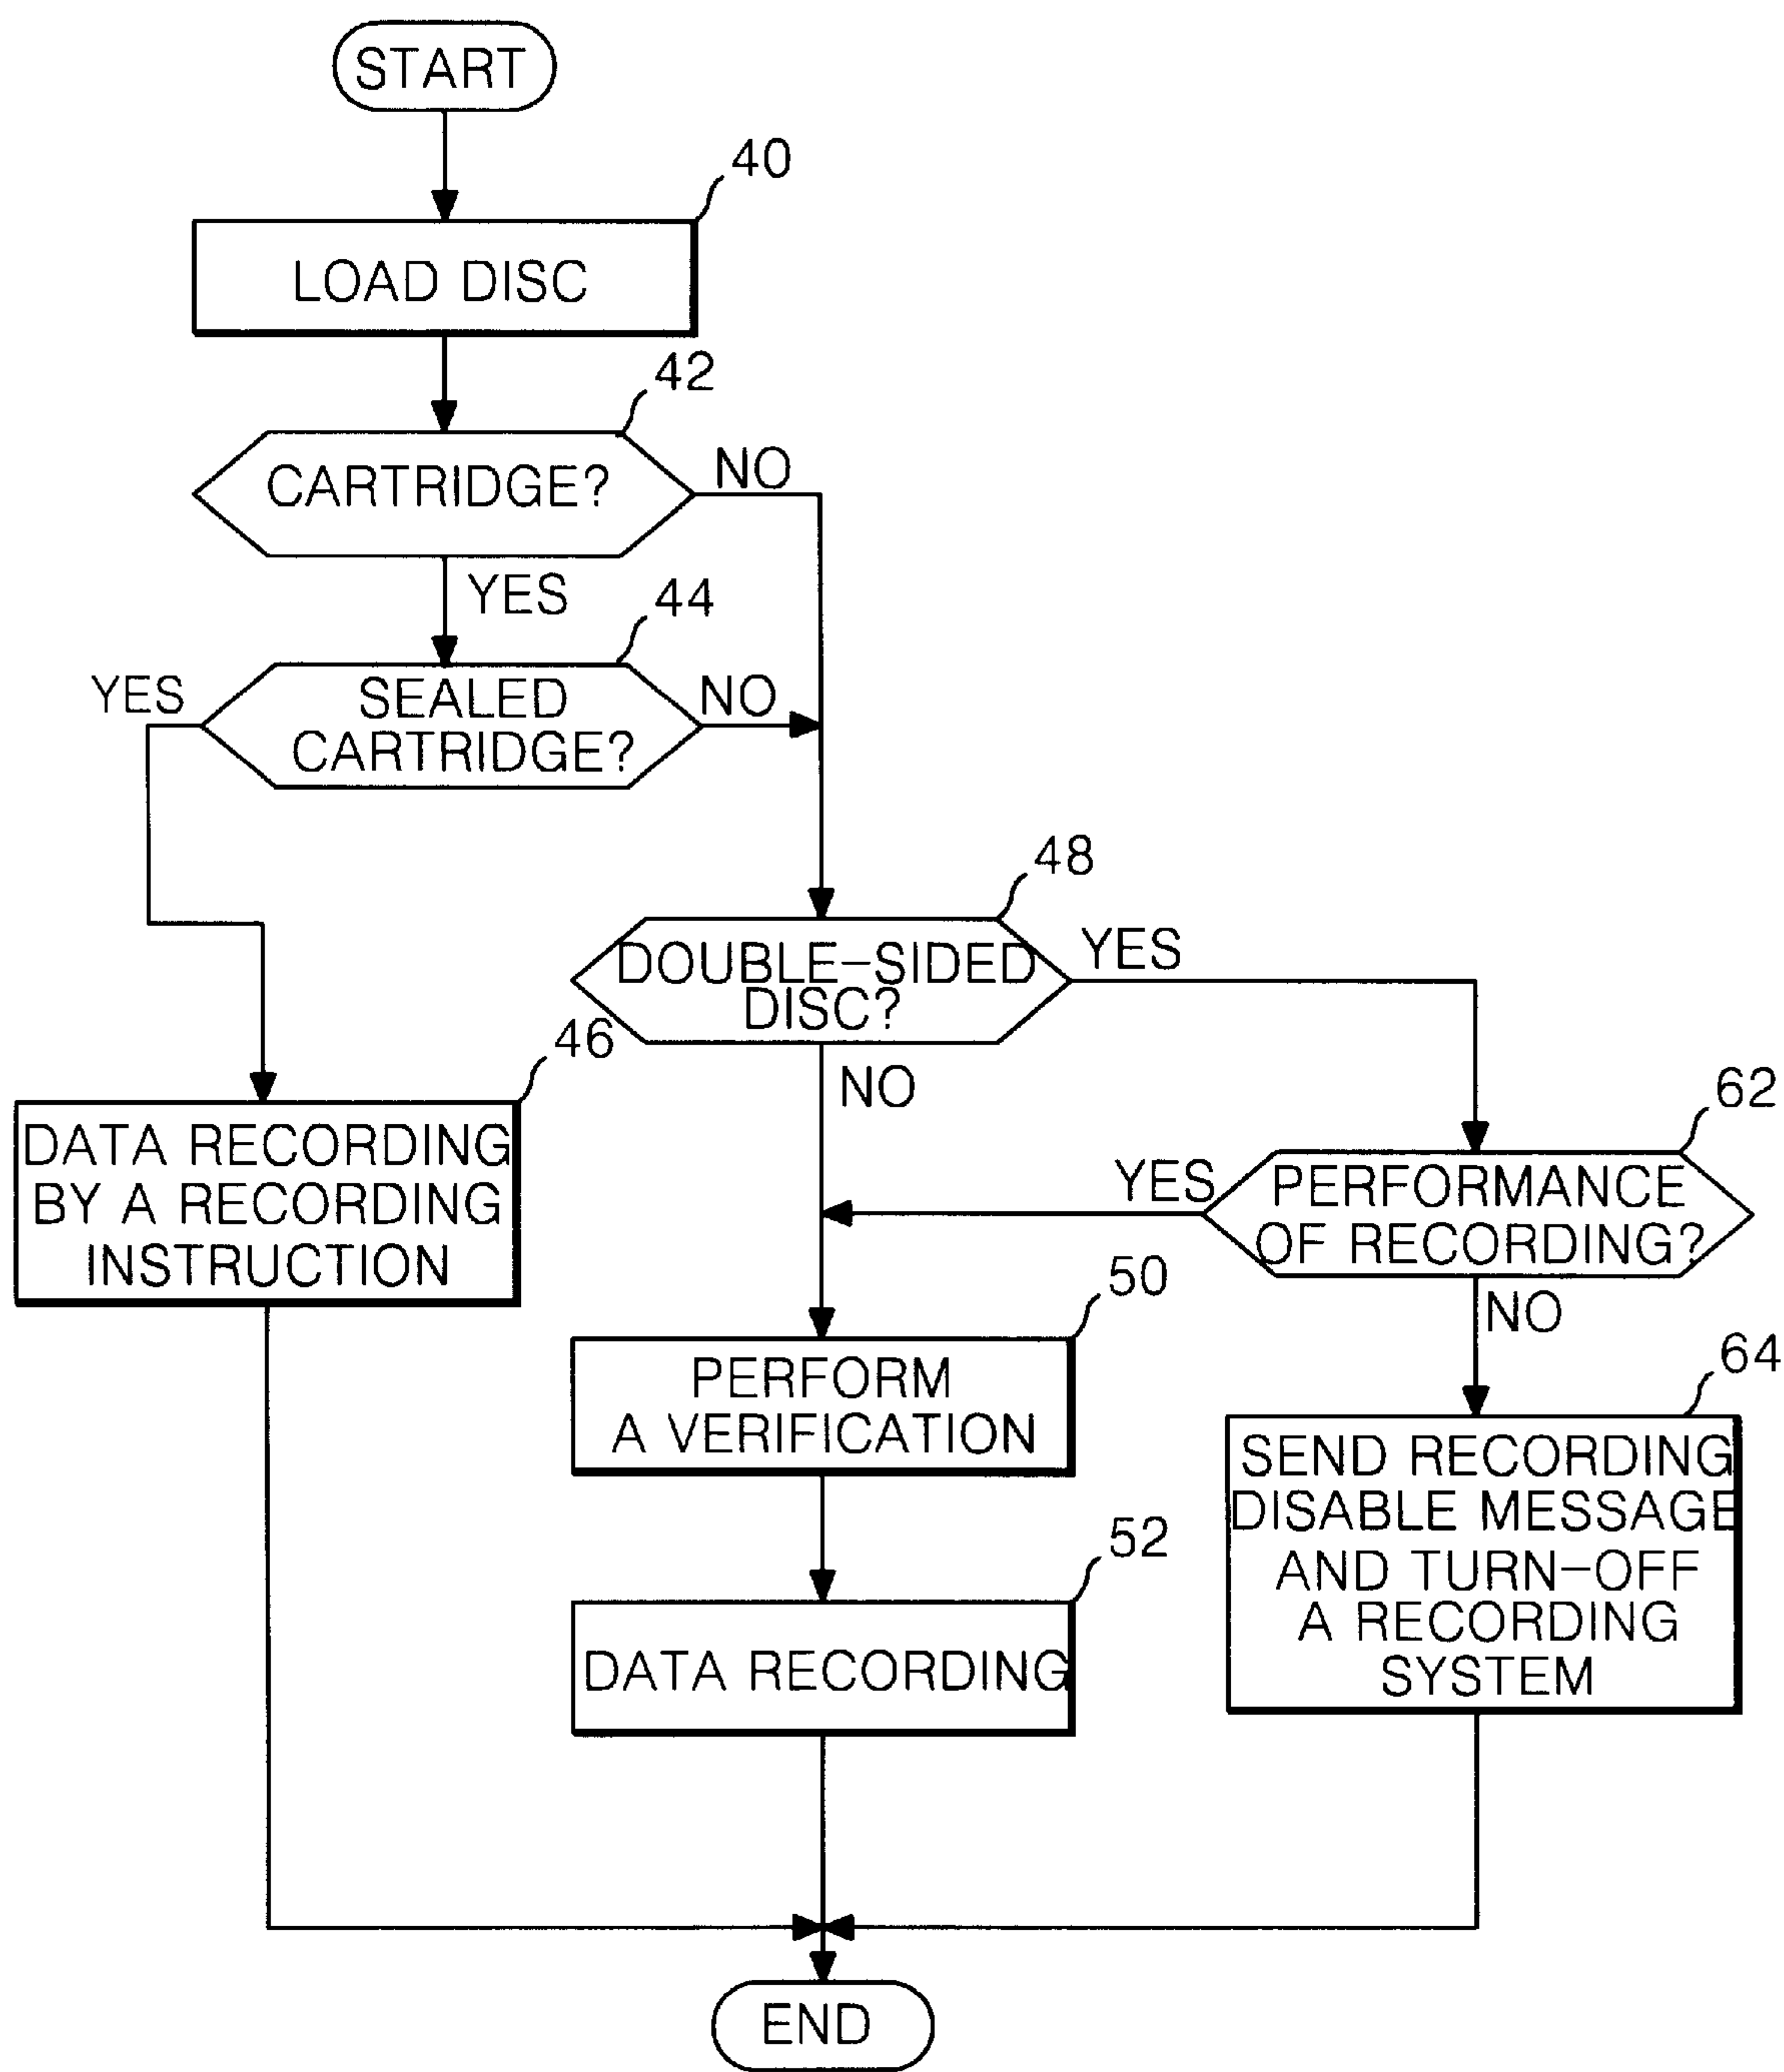 START
40
LOAD DISC
42
CARTRIDGE?
NO
YES
44
YES
SEALED
CARTRIDGE?
NO
48
DOUBLE-SIDED
DISC?
YES
46
NO
62
DATA RECORDING
BY A RECORDING
INSTRUCTION
YES
PERFORMANCE
OF RECORDING?
50
NO
PERFORM
A VERIFICATION
64
SEND RECORDING
DISABLE MESSAGE
AND TURN-OFF
A RECORDING
SYSTEM
52
DATA RECORDING
END